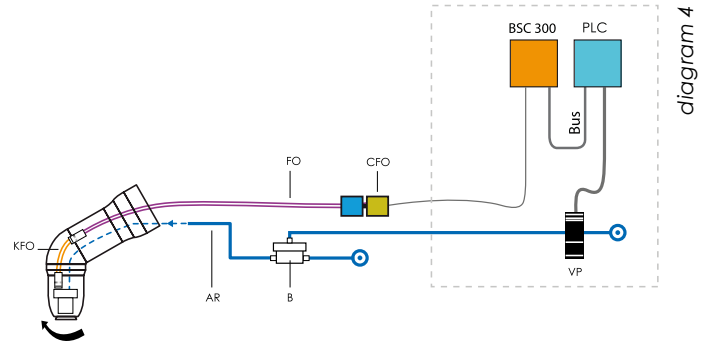 BSC 300
PLC
diagram 4
Bus
FO
CFO
KFO
VP
AR
B